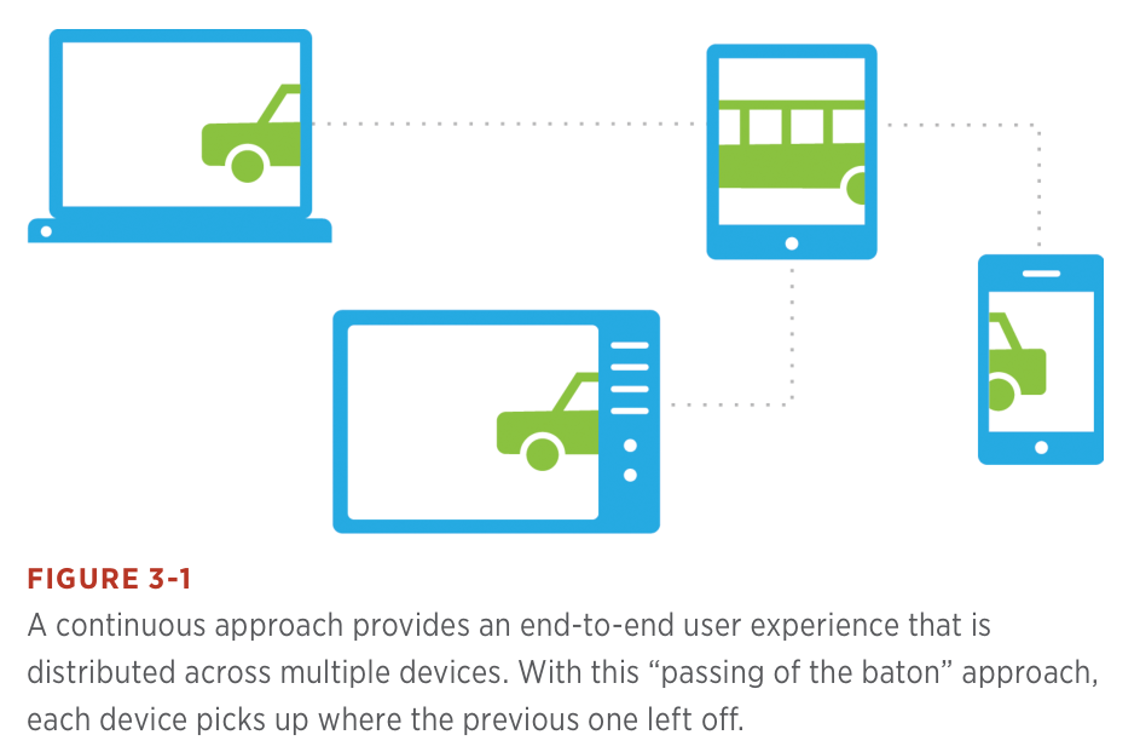 FIGURE 3-1
A continuous approach provides an end-to-end user experience that is
distributed across multiple devices. With this “passing of the baton” approach,
each device picks up where the previous one left off.